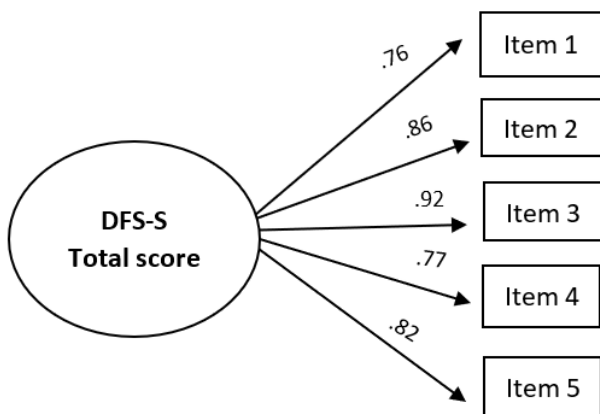 .76
Item 1
.86
Item 2
DFS-S
Total score
.92
Item 3
.77
Item 4
.82
Item 5